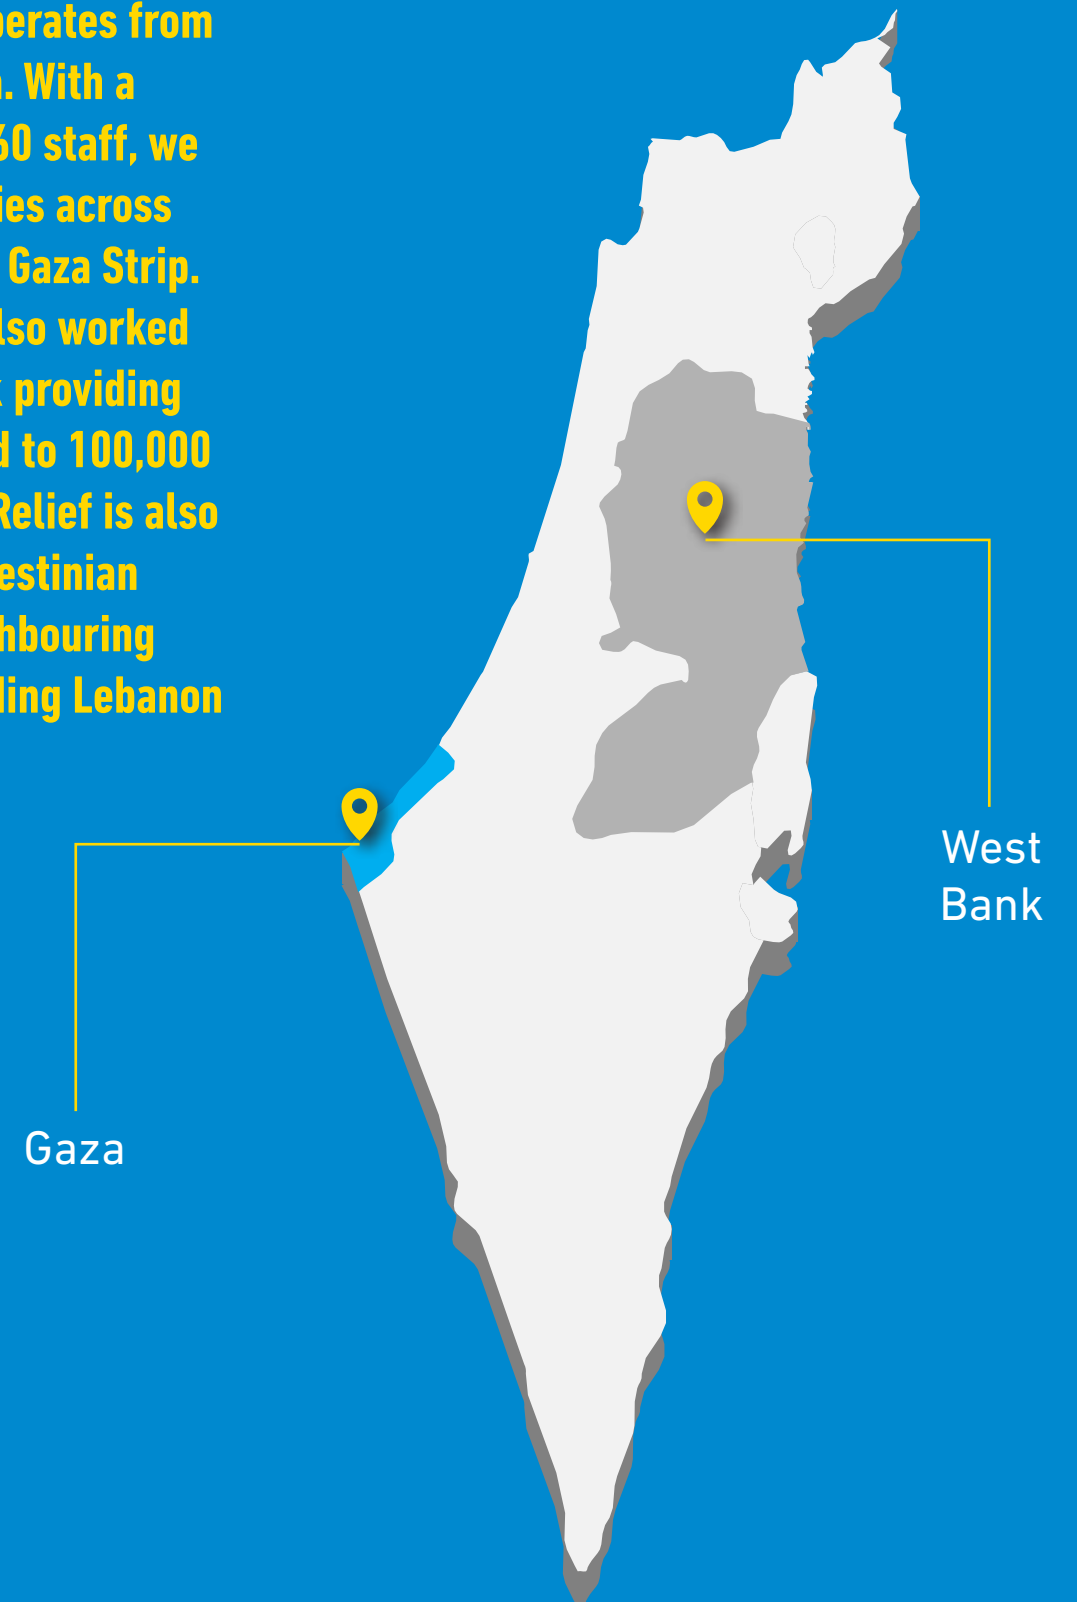 perates from
. With a
60 staff, we
ies across
Gaza Strip.
lso worked
providing
d to 100,000
Relief is also
estinian
hbouring
ding Lebanon
West
Bank
Gaza